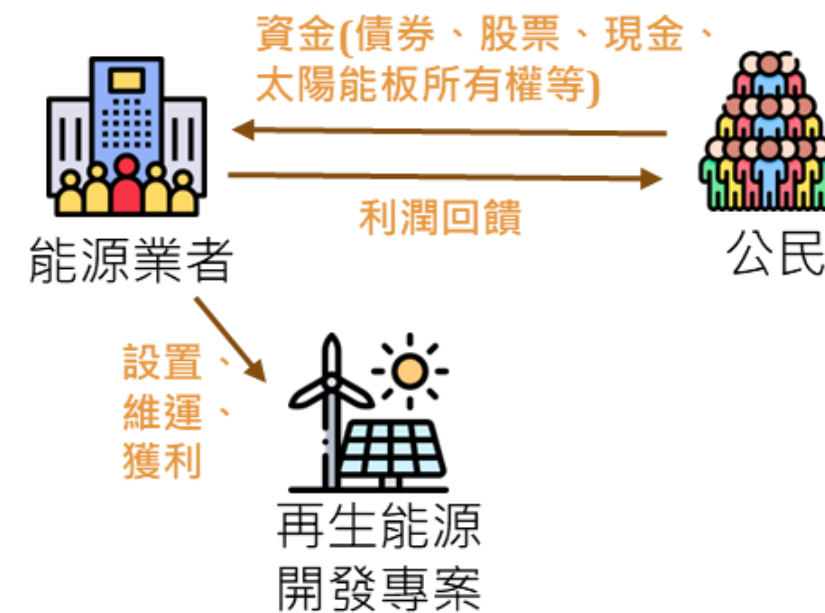 資金(債券、股票、現金、
太陽能板所有權等)
利潤回饋
能源業者
公民
設置、
維運、
獲利
再生能源
開發專案